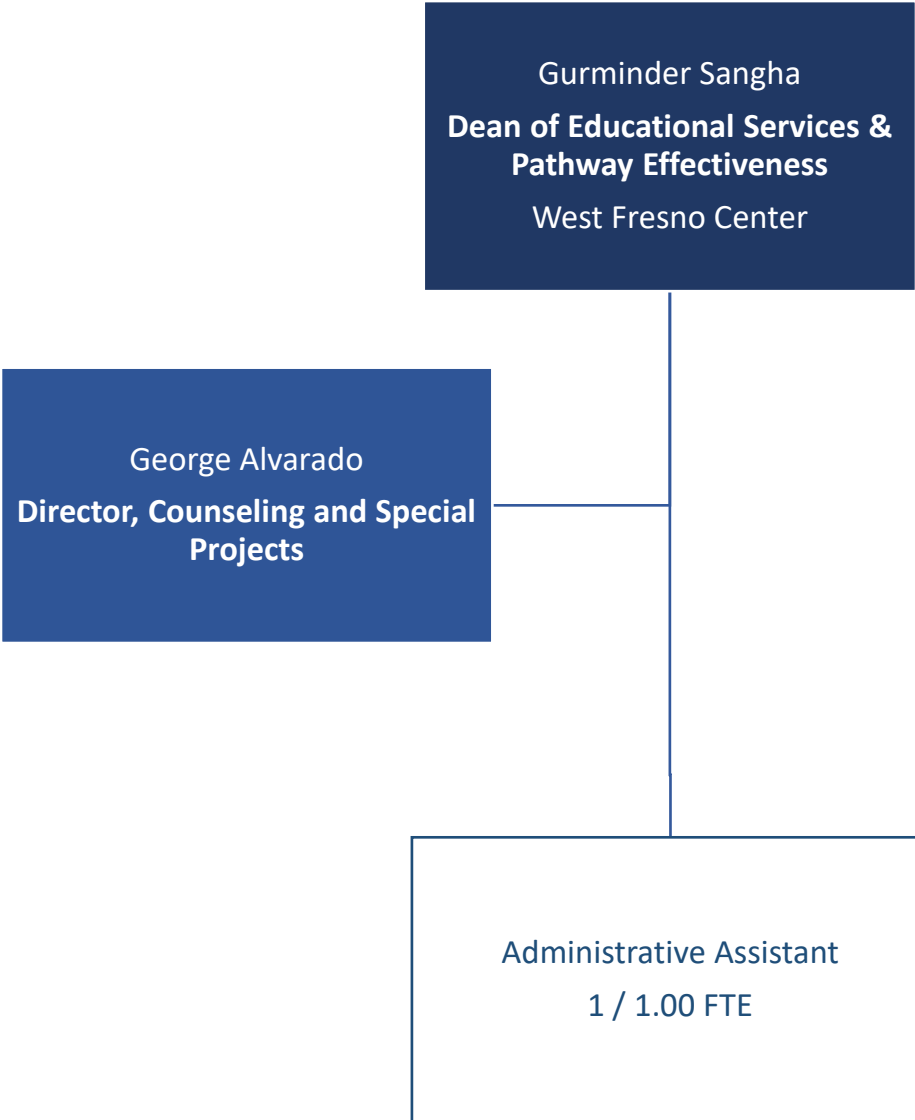 Gurminder Sangha
Dean of Educational Services &
Pathway Effectiveness
West Fresno Center
George Alvarado
Director, Counseling and Special
Projects
Administrative Assistant
1 / 1.00 FTE